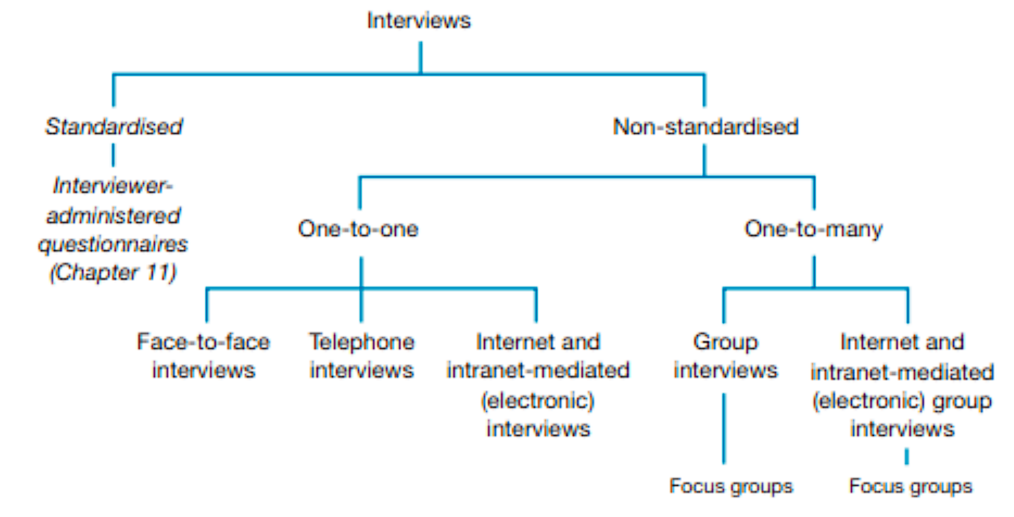 Interviews
Standardised
Non-standardised
Interviewer-
administered
questionnaires
(Chapter 11)
One-to-one
One-to-many
Face-to-face
interviews
Telephone
interviews
Internet and
intranet-mediated
(electronic)
interviews
Group
interviews
Internet and
intranet-mediated
(electronic) group
interviews
Focus groups
Focus groups